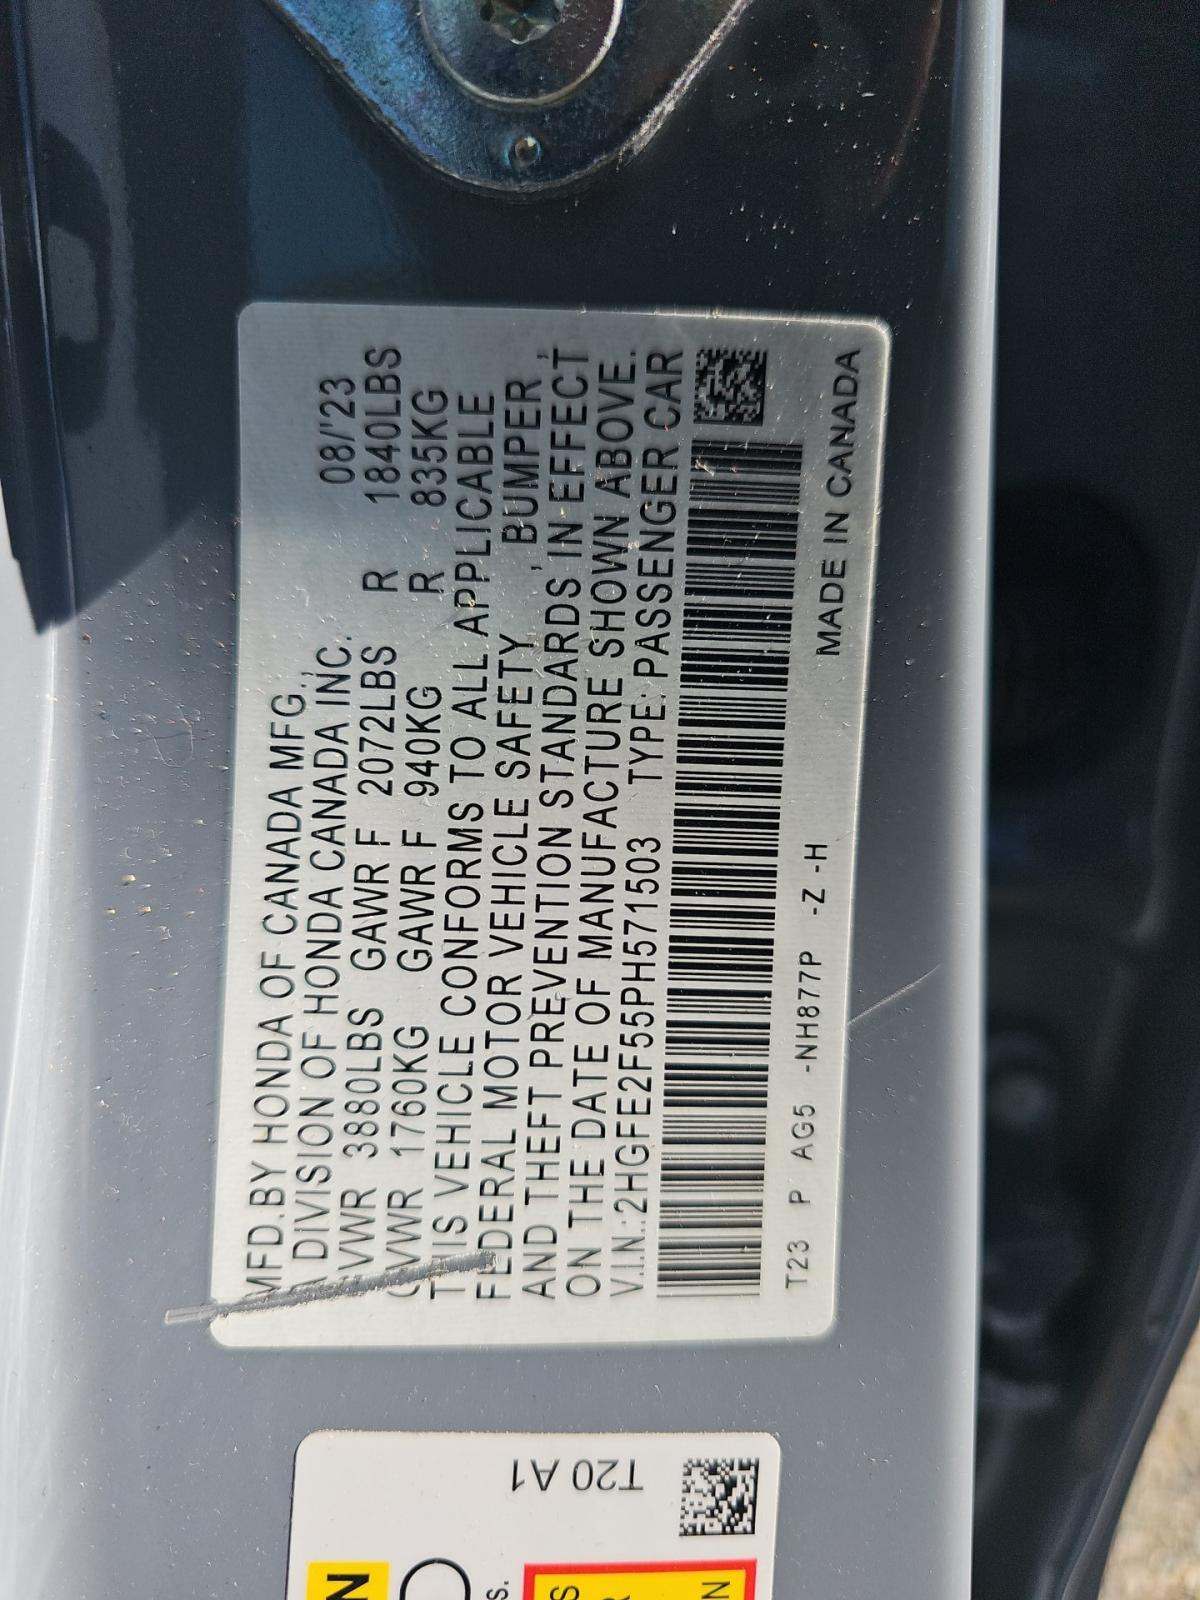 MFD.BY HONDA OF CANADA MFG.,
A DIVISION OF HONDA CANADA INC. 08/'23
GVWR 3880LBS GAWR F 2072LBS R 1840LBS
GVWR 1760KG GAWR F 940KG R 835KG
THIS VEHICLE CONFORMS TO ALL APPLICABLE
FEDERAL MOTOR VEHICLE SAFETY , BUMPER ,
AND THEFT PREVENTION STANDARDS IN EFFECT
ON THE DATE OF MANUFACTURE SHOWN ABOVE.
V.I.N.:2HGFE2F55PH571503 TYPE: PASSENGER CAR
T23 P AG5 -NH877P -Z -H MADE IN CANADA
T20 A1